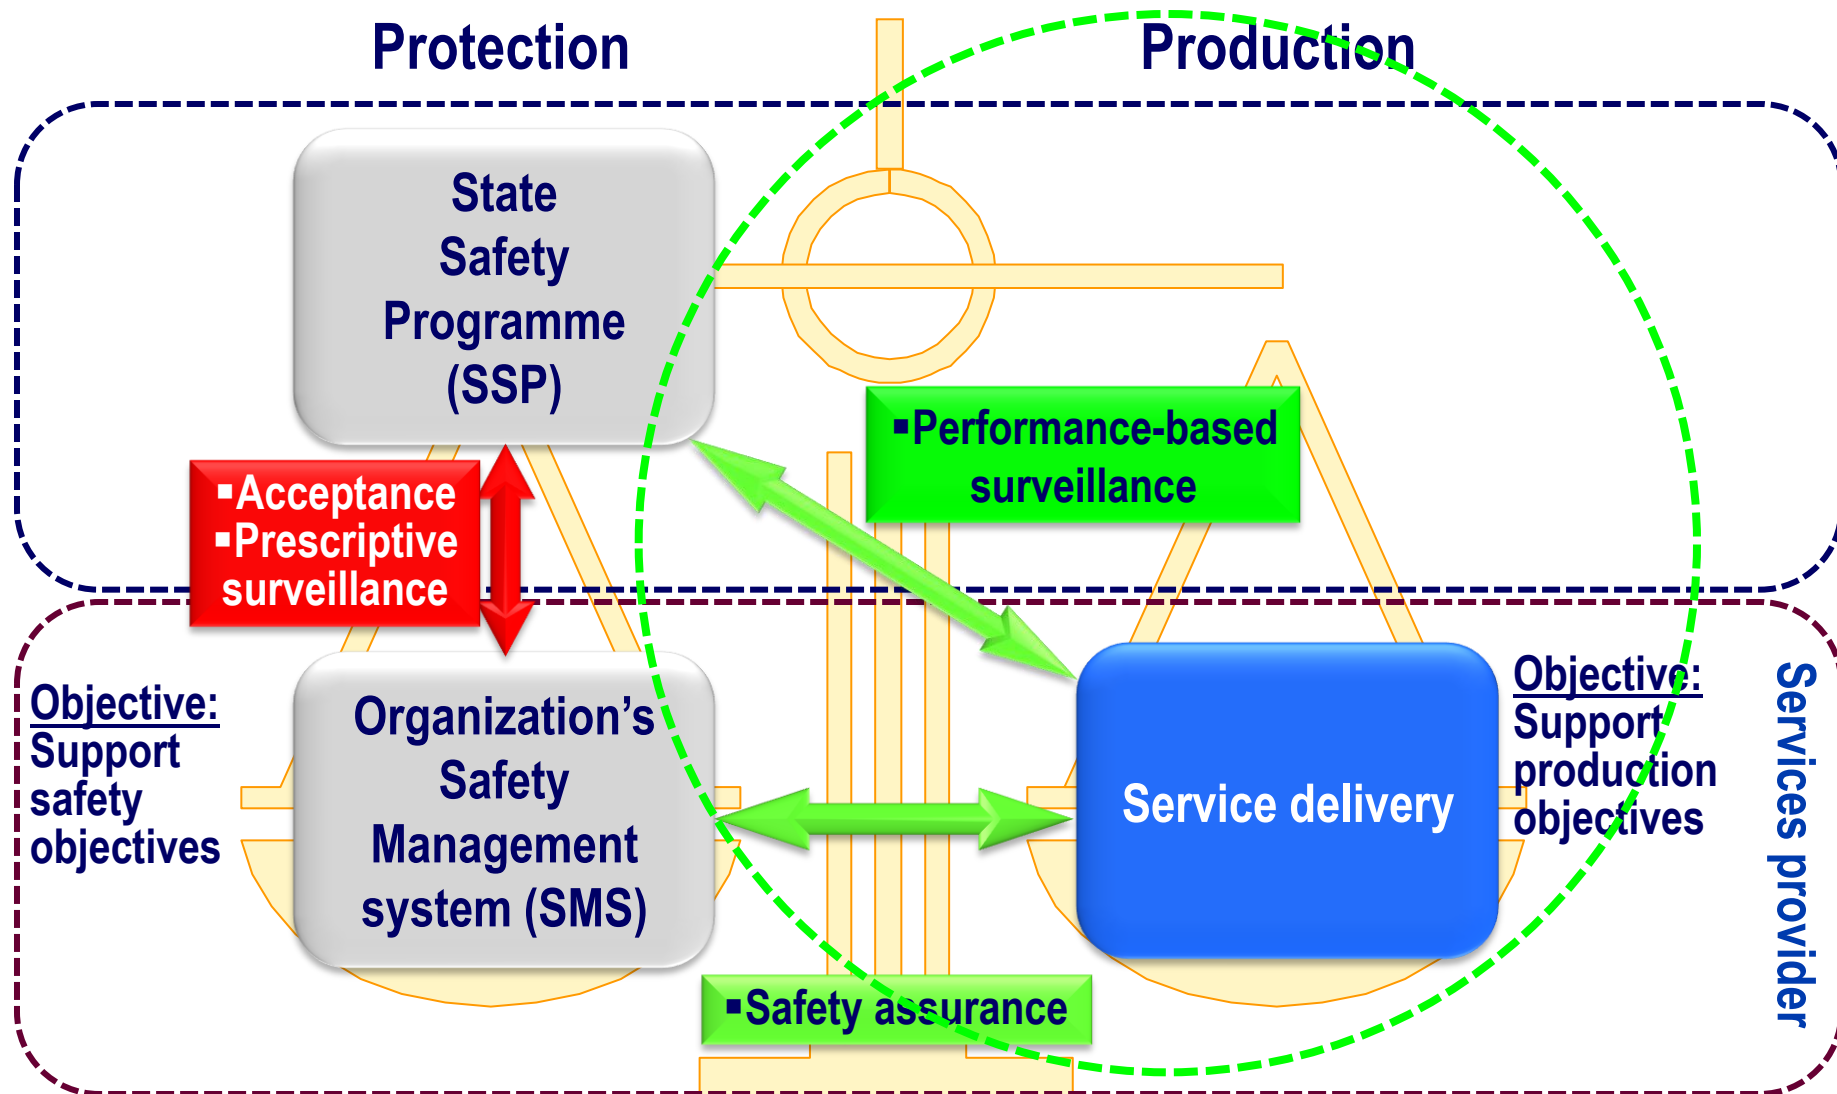 Protection
Production
State
Safety
Programme
(SSP)
▪Performance-based
surveillance
▪Acceptance
▪Prescriptive
surveillance
Objective:
Support
safety
objectives
Organization’s
Safety
Management
system (SMS)
Service delivery
Objective:
Support
production
objectives
Services provider
▪Safety assurance